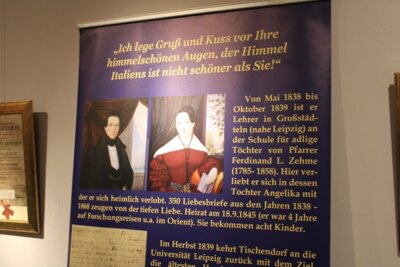 „Ich lege Gruß und Kuss vor Ihre
himmelschönen Augen, der Himmel
Italiens ist nicht schöner als Sie!“
Von Mai 1838 bis
Oktober 1839 ist er
Lehrer in Großstäd-
teln (nahe Leipzig) an
der Schule für adlige
Töchter von Pfarrer
Ferdinand L. Zehme
(1785- 1858). Hier ver-
liebt er sich in dessen
Tochter Angelika mit
der er sich heimlich verlobt. 350 Liebesbriefe aus den Jahren 1838 -
1868 zeugen von der tiefen Liebe. Heirat am 18.9.1845 (er war 4 Jahre
auf Forschungsreisen u.a. im Orient). Sie bekommen acht Kinder.
Im Herbst 1839 kehrt Tischendorf an die
Universität Leipzig zurück mit dem Ziel,
die ältesten